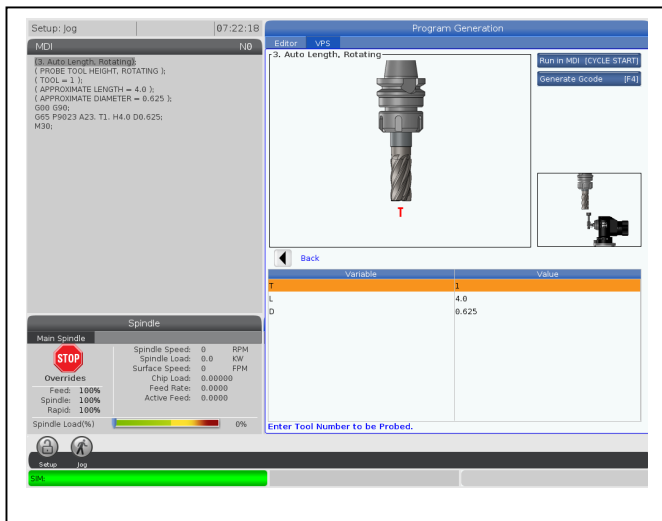 Setup: Jog
07:22:18
Program Generation
MDI
N0
(3. Auto Length, Rotating);
( PROBE TOOL HEIGHT, ROTATING );
( TOOL = 1 );
( APPROXIMATE LENGTH = 4.0 );
( APPROXIMATE DIAMETER = 0.625 );
G00 G90;
G65 P9023 A23. T1. H4.0 D0.625;
M30;
Editor VPS
3. Auto Length, Rotating
T
Run in MDI [CYCLE START]
Generate Gcode [F4]
Back
Variable Value
T 1
L 4.0
D 0.625
Enter Tool Number to be Probed.
Spindle
Main Spindle
STOP
Overrides
Feed: 100%
Spindle: 100%
Rapid: 100%
Spindle Speed: 0 RPM
Spindle Load: 0.0 KW
Surface Speed: 0 FPM
Chip Load: 0.00000
Feed Rate: 0.0000
Active Feed: 0.0000
Spindle Load(%) 0%
Setup Jog
SIM: